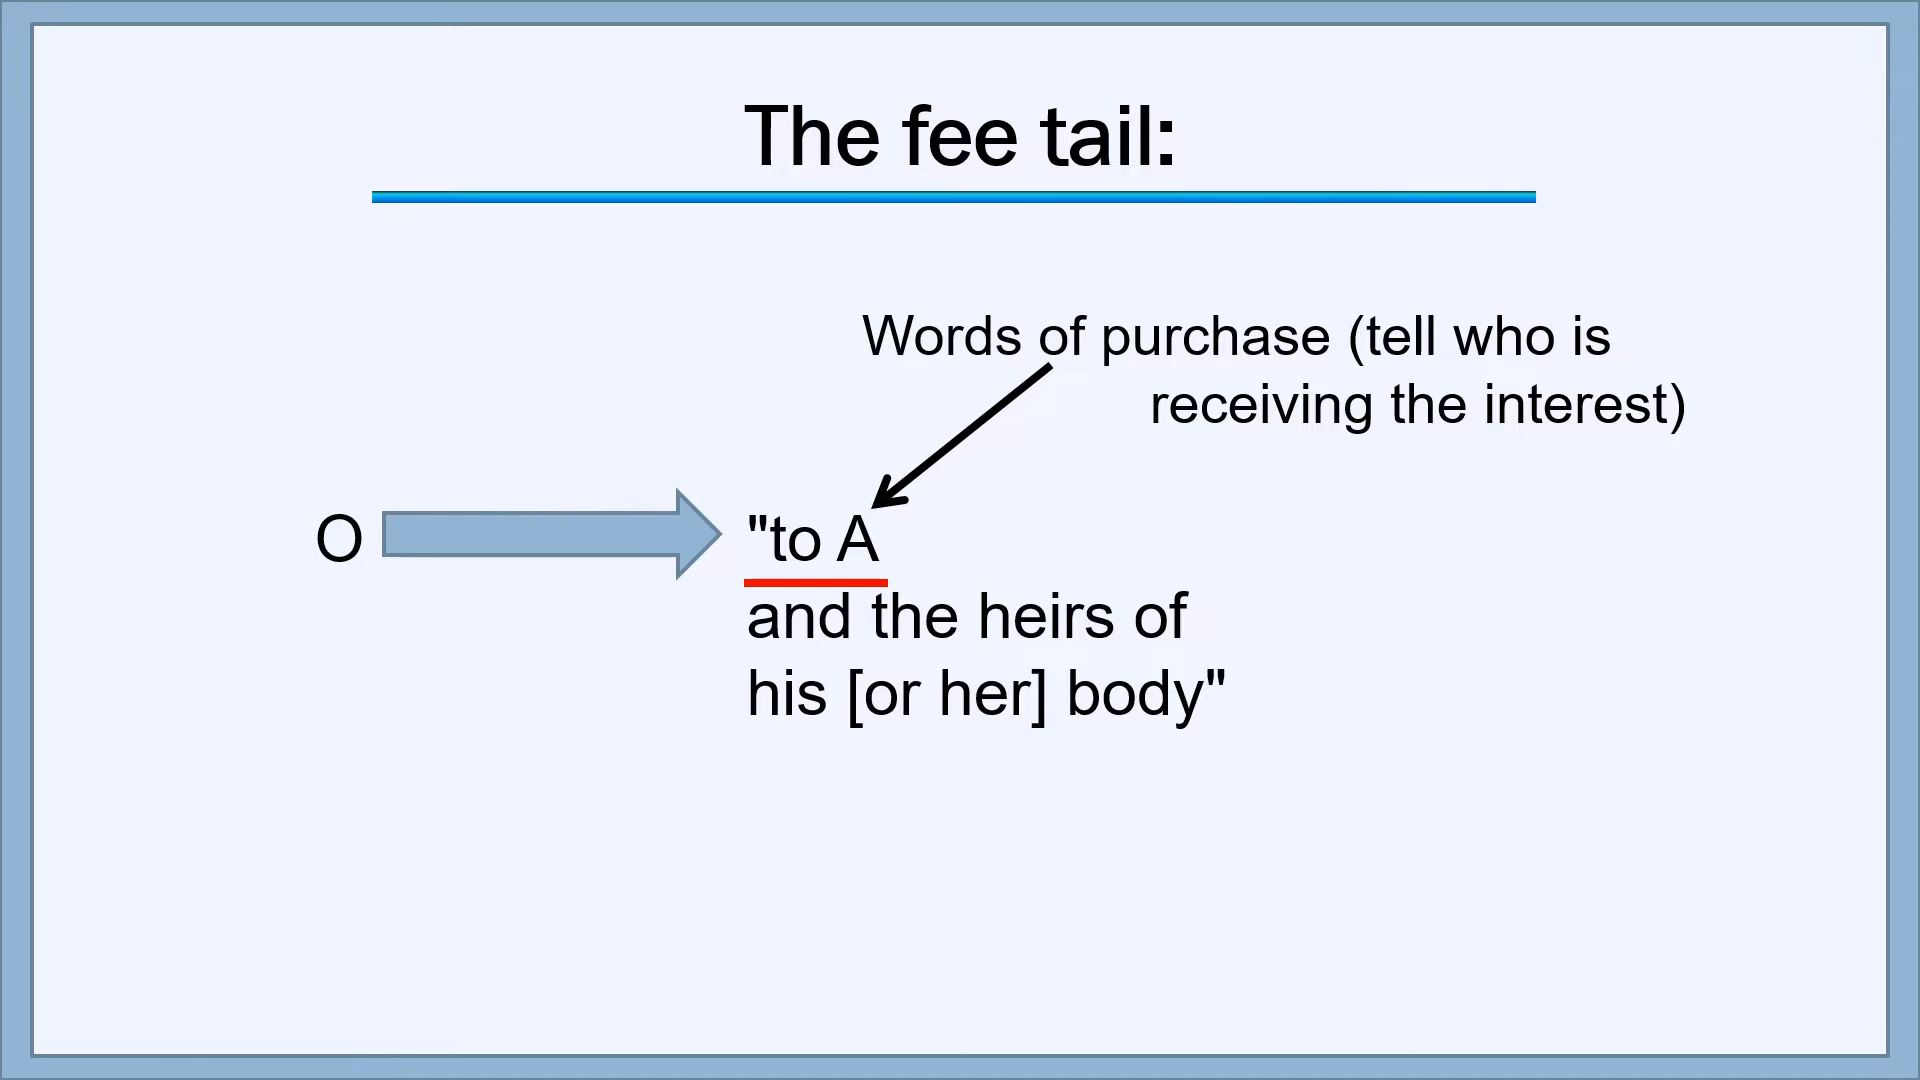 The fee tail:
Words of purchase (tell who is
receiving the interest)
O
"to A
and the heirs of
his [or her] body"